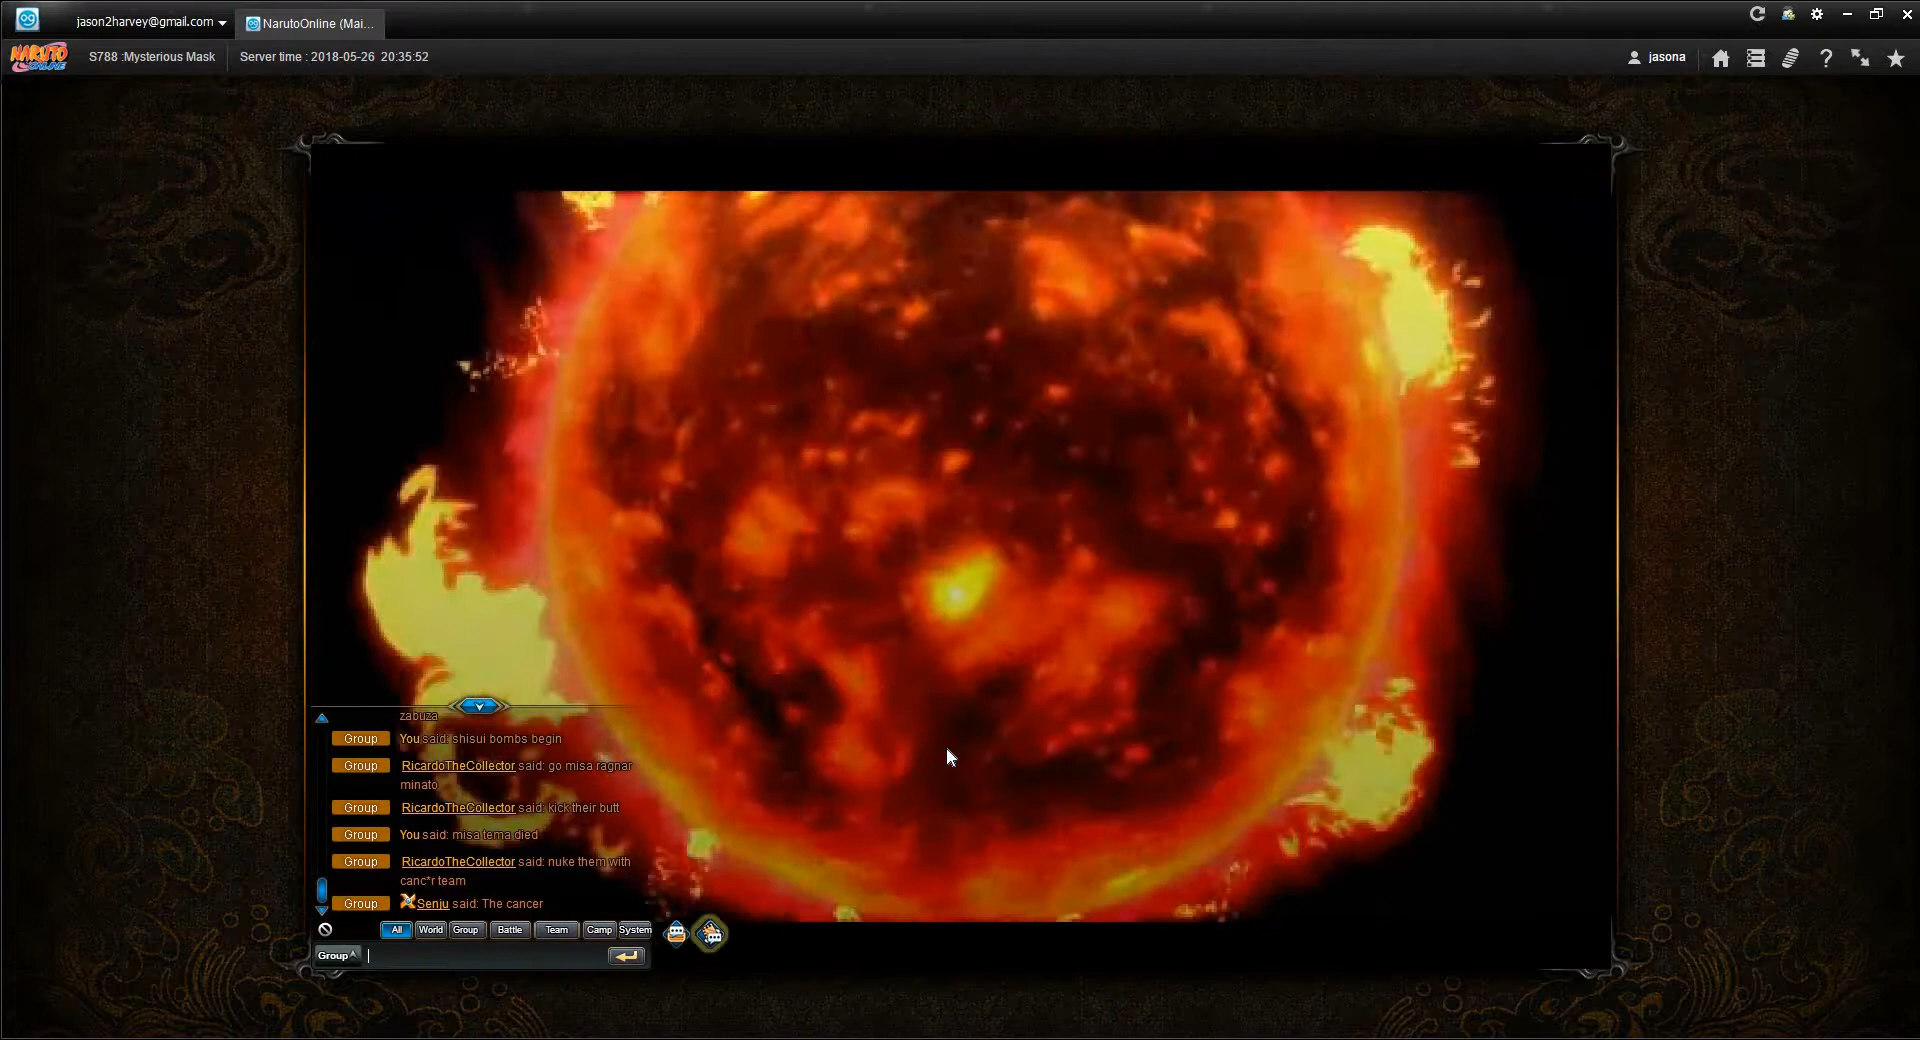 jason2harvey@gmail.com
NarutoOnline (Mai...
NARUTO
ONLINE
S788 :Mysterious Mask
Server time : 2018-05-26 20:35:52
jasona
zabuza
Group You said: shisui bombs begin
Group RicardoTheCollector said: go misa ragnar
minato
Group RicardoTheCollector said: kick their butt
Group You said: misa tema died
Group RicardoTheCollector said: nuke them with
canc*r team
Group Senju said: The cancer
All World Group Battle Team Camp System
Group